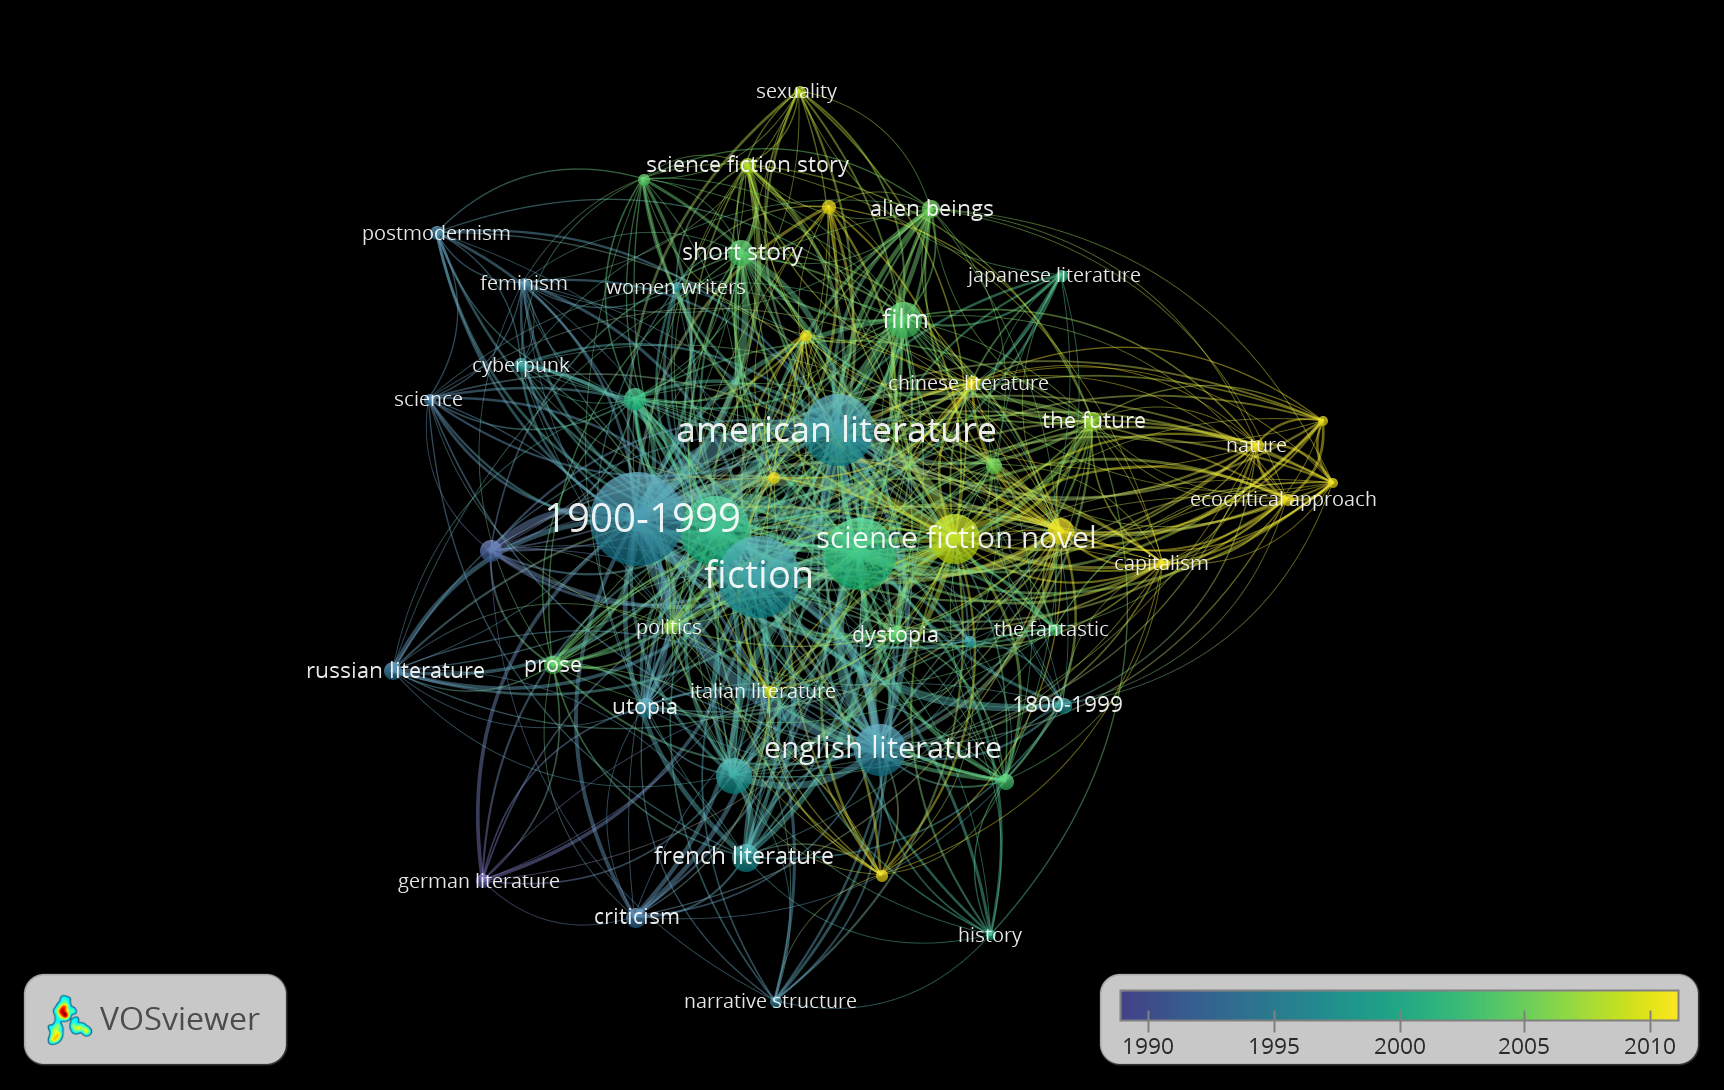 sexuality
science fiction story
alien beings
postmodernism
short story
japanese literature
feminism
women writers
film
cyberpunk
chinese literature
science
the future
american literature
nature
ecocritical approach
1900-1999
science fiction novel
capitalism
fiction
politics
dystopia
the fantastic
russian literature
prose
italian literature
utopia
1800-1999
english literature
french literature
german literature
criticism
history
narrative structure
VOSviewer
1990
1995
2000
2005
2010